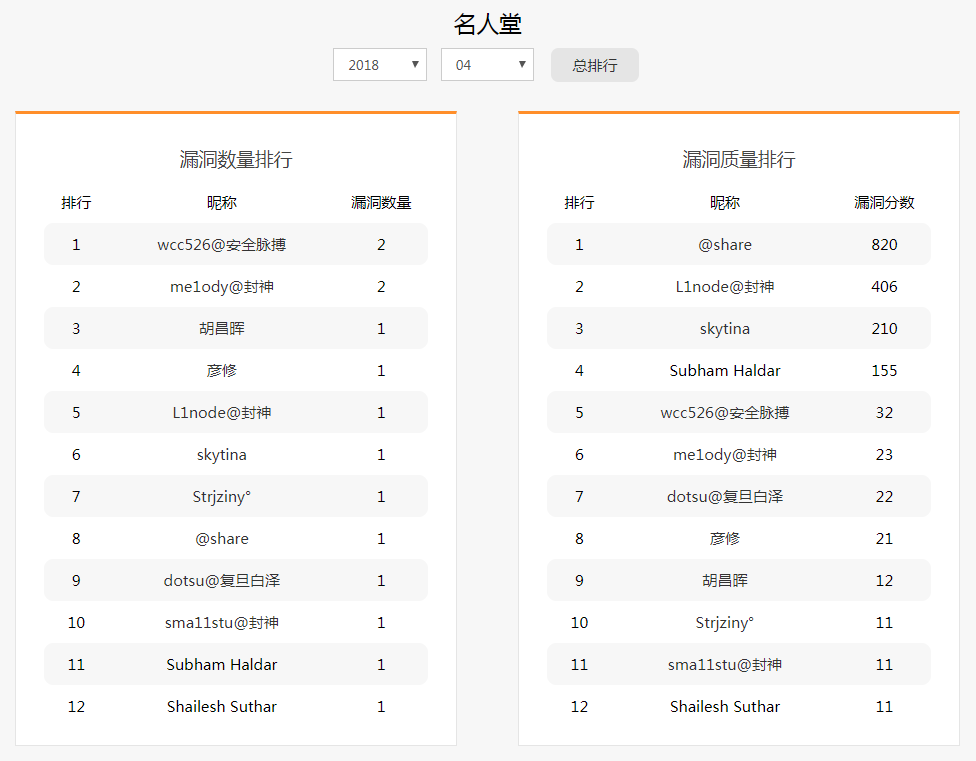 名人堂
2018 ▼ 04 ▼ 总排行
漏洞数量排行
排行 昵称 漏洞数量
1 wcc526@安全脉搏 2
2 me1ody@封神 2
3 胡昌晖 1
4 彦修 1
5 L1node@封神 1
6 skytina 1
7 Strjziny° 1
8 @share 1
9 dotsu@复旦白泽 1
10 sma11stu@封神 1
11 Subham Haldar 1
12 Shailesh Suthar 1
漏洞质量排行
排行 昵称 漏洞分数
1 @share 820
2 L1node@封神 406
3 skytina 210
4 Subham Haldar 155
5 wcc526@安全脉搏 32
6 me1ody@封神 23
7 dotsu@复旦白泽 22
8 彦修 21
9 胡昌晖 12
10 Strjziny° 11
11 sma11stu@封神 11
12 Shailesh Suthar 11